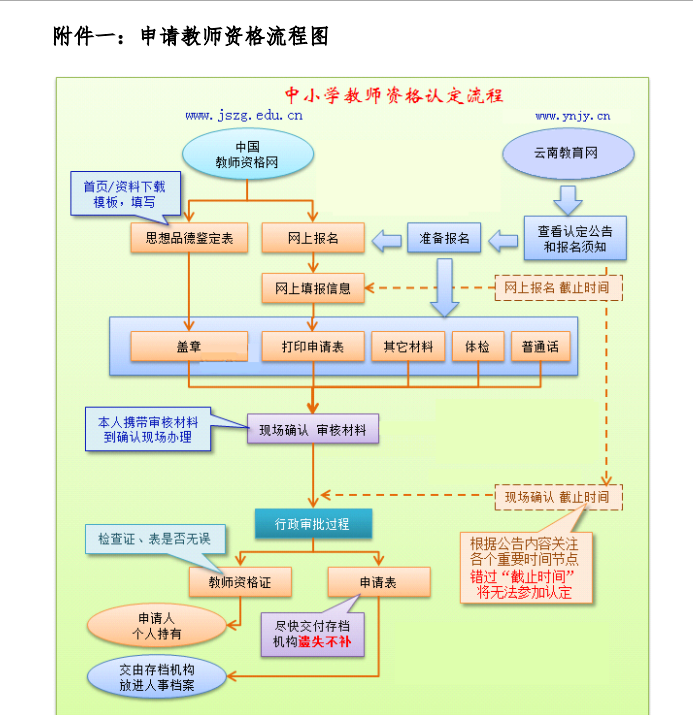 附件一：申请教师资格流程图
中小学教师资格认定流程
www.jszg.edu.cn
www.ynjy.cn
中国
教师资格网
云南教育网
首页/资料下载
模板，填写
思想品德鉴定表
网上报名
准备报名
查看认定公告
和报名须知
网上填报信息
网上报名 截止时间
盖章
打印申请表
其它材料
体检
普通话
本人携带审核材料
到确认现场办理
现场确认 审核材料
现场确认 截止时间
行政审批过程
检查证、表是否无误
根据公告内容关注
各个重要时间节点
错过“截止时间”
将无法参加认定
教师资格证
申请表
申请人
个人持有
尽快交付存档
机构遗失不补
交由存档机构
放进人事档案